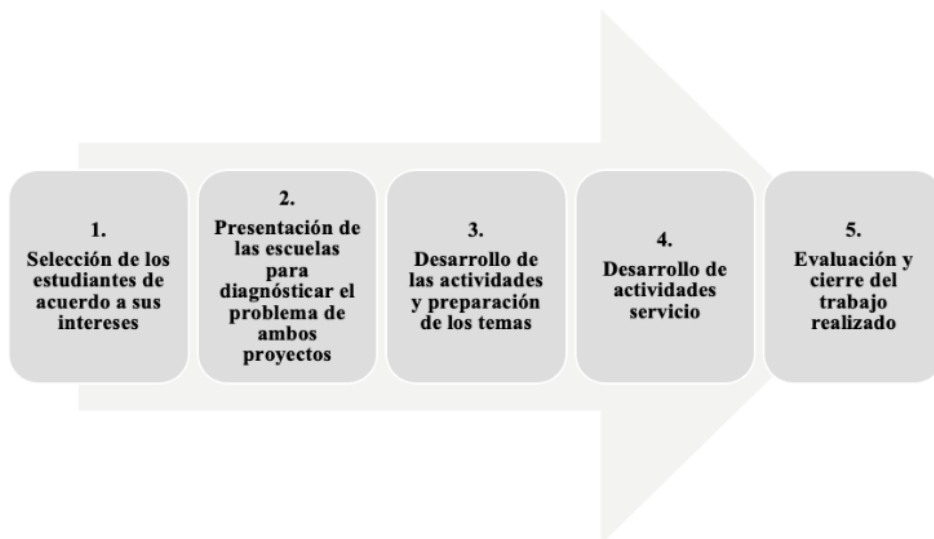 1.
Selección de los
estudiantes de
acuerdo a sus
intereses
2.
Presentación de
las escuelas
para
diagnósticar el
problema de
ambos
proyectos
3.
Desarrollo de
las actividades
y preparación
de los temas
4.
Desarrollo de
actividades
servicio
5.
Evaluación y
cierre del
trabajo
realizado